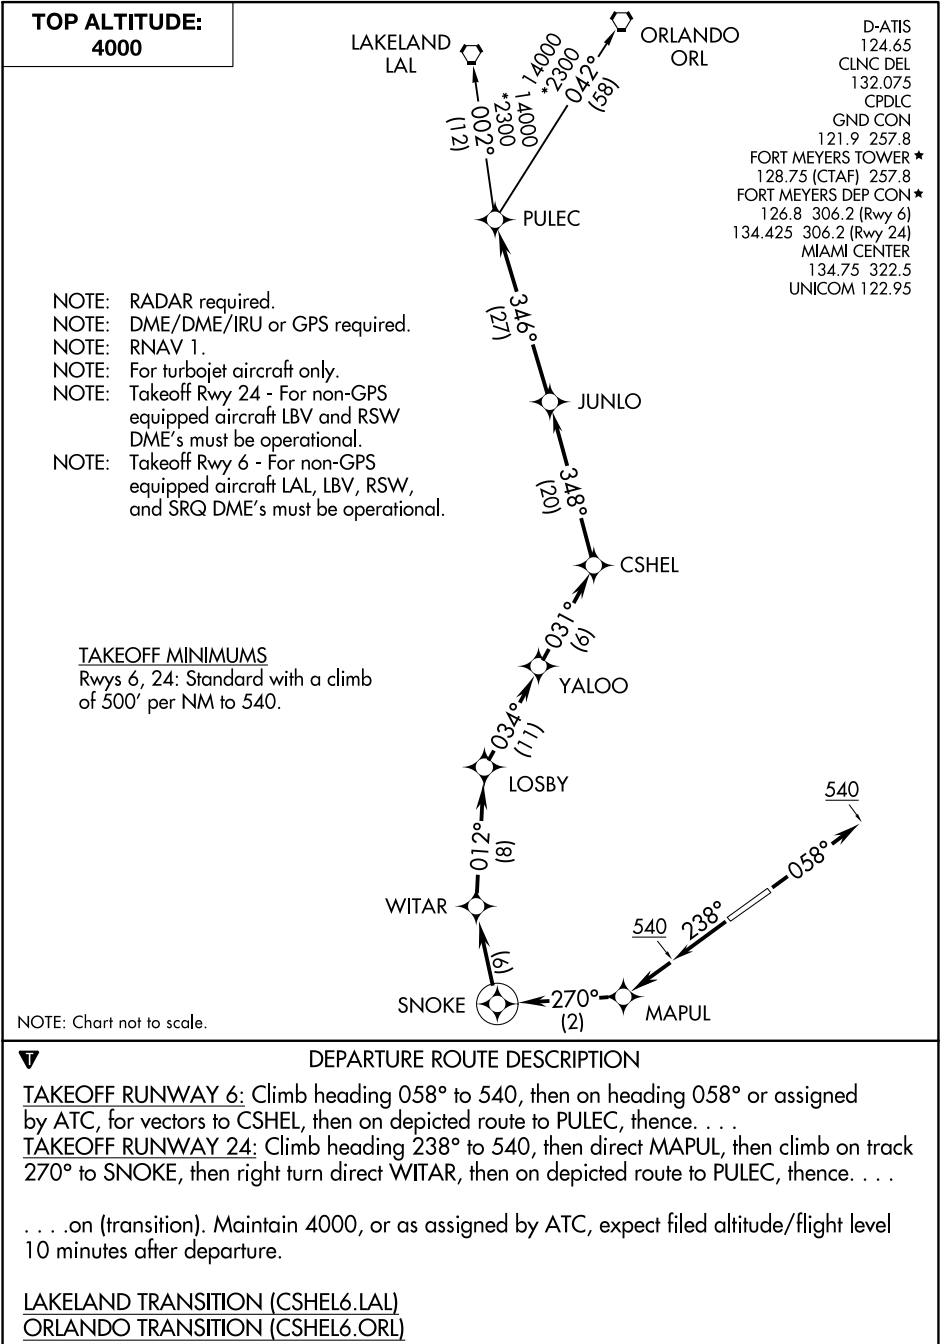 TOP ALTITUDE:
4000
LAKELAND
LAL
ORLANDO
ORL
D-ATIS
124.65
CLNC DEL
132.075
CPDLC
GND CON
121.9 257.8
FORT MEYERS TOWER ★
128.75 (CTAF) 257.8
FORT MEYERS DEP CON ★
126.8 306.2 (Rwy 6)
134.425 306.2 (Rwy 24)
MIAMI CENTER
134.75 322.5
UNICOM 122.95
14000
*2300
002°
(12)
14000
*2300
042°
(58)
PULEC
346°
(27)
NOTE: RADAR required.
NOTE: DME/DME/IRU or GPS required.
NOTE: RNAV 1.
NOTE: For turbojet aircraft only.
NOTE: Takeoff Rwy 24 - For non-GPS
equipped aircraft LBV and RSW
DME's must be operational.
NOTE: Takeoff Rwy 6 - For non-GPS
equipped aircraft LAL, LBV, RSW,
and SRQ DME's must be operational.
JUNLO
348°
(20)
CSHEL
031°
(6)
TAKEOFF MINIMUMS
Rwys 6, 24: Standard with a climb
of 500' per NM to 540.
YALOO
034°
(11)
LOSBY
540
012°
(8)
058°
WITAR
540
238°
(6)
SNOKE
270°
(2)
MAPUL
NOTE: Chart not to scale.
T
DEPARTURE ROUTE DESCRIPTION
TAKEOFF RUNWAY 6: Climb heading 058° to 540, then on heading 058° or assigned
by ATC, for vectors to CSHEL, then on depicted route to PULEC, thence. . . .
TAKEOFF RUNWAY 24: Climb heading 238° to 540, then direct MAPUL, then climb on track
270° to SNOKE, then right turn direct WITAR, then on depicted route to PULEC, thence. . . .
. . . .on (transition). Maintain 4000, or as assigned by ATC, expect filed altitude/flight level
10 minutes after departure.
LAKELAND TRANSITION (CSHEL6.LAL)
ORLANDO TRANSITION (CSHEL6.ORL)